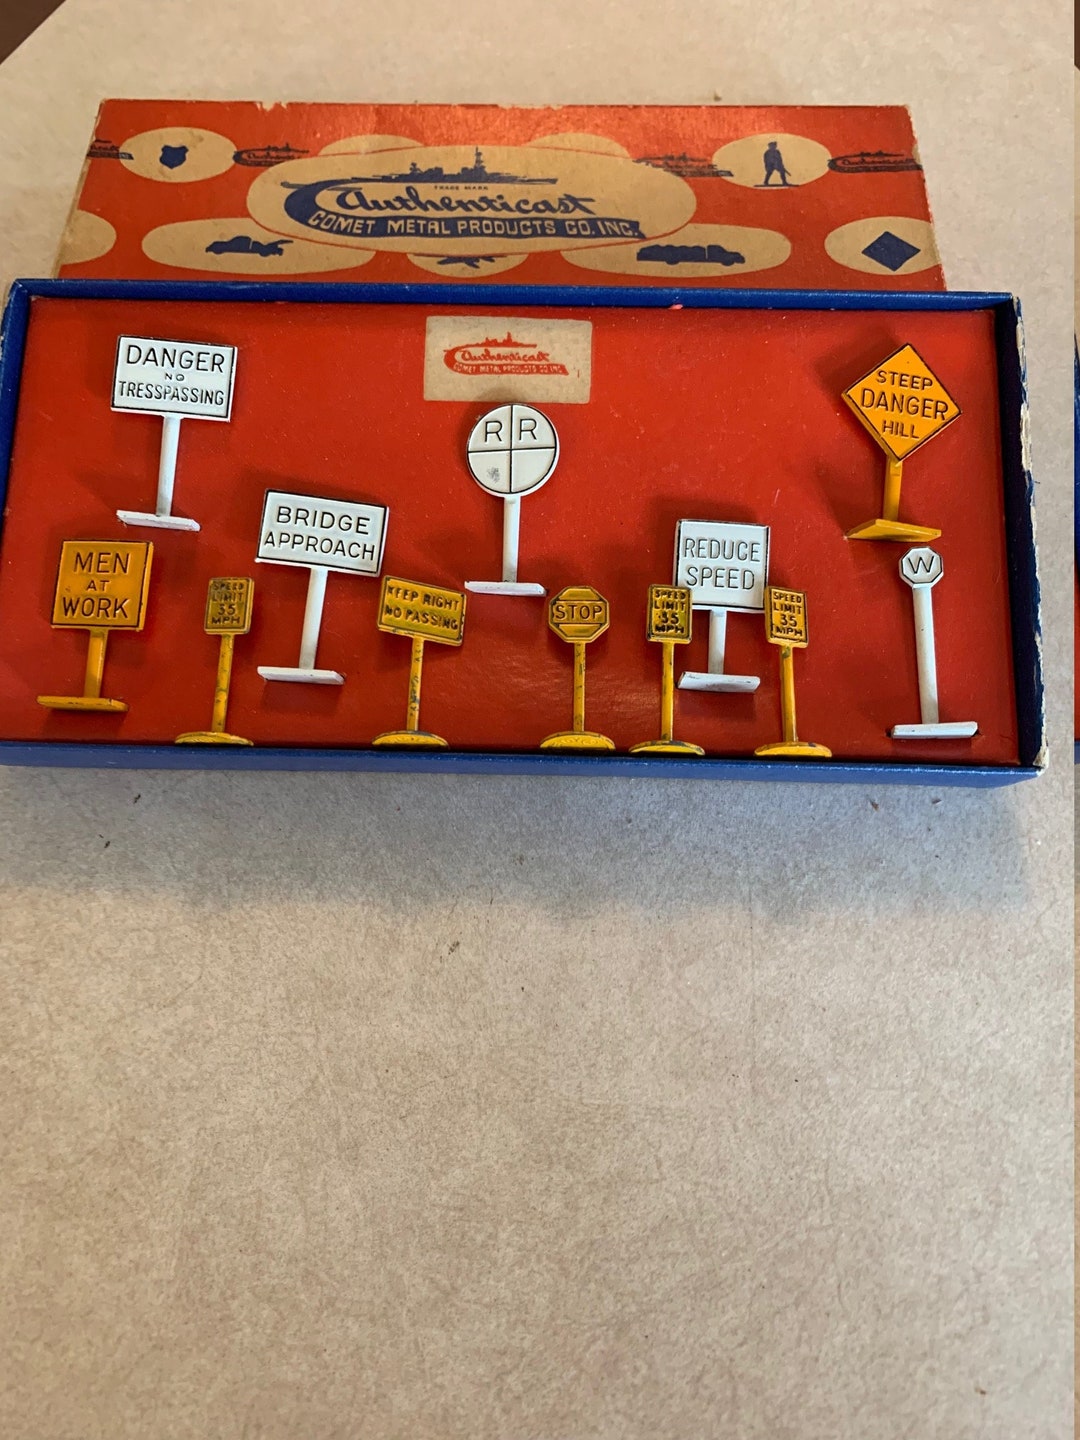 Authenticast
TRADE MARK
Authenticast
Authenticast
COMET METAL PRODUCTS CO. INC.
Authenticast
COMET METAL PRODUCTS CO INC
DANGER
NO
TRESSPASSING
R R
STEEP
DANGER
HILL
BRIDGE
APPROACH
REDUCE
SPEED
W
MEN
AT
WORK
SPEED
LIMIT
35
MPH
KEEP RIGHT
NO PASSING
STOP
SPEED
LIMIT
35
MPH
SPEED
LIMIT
35
MPH